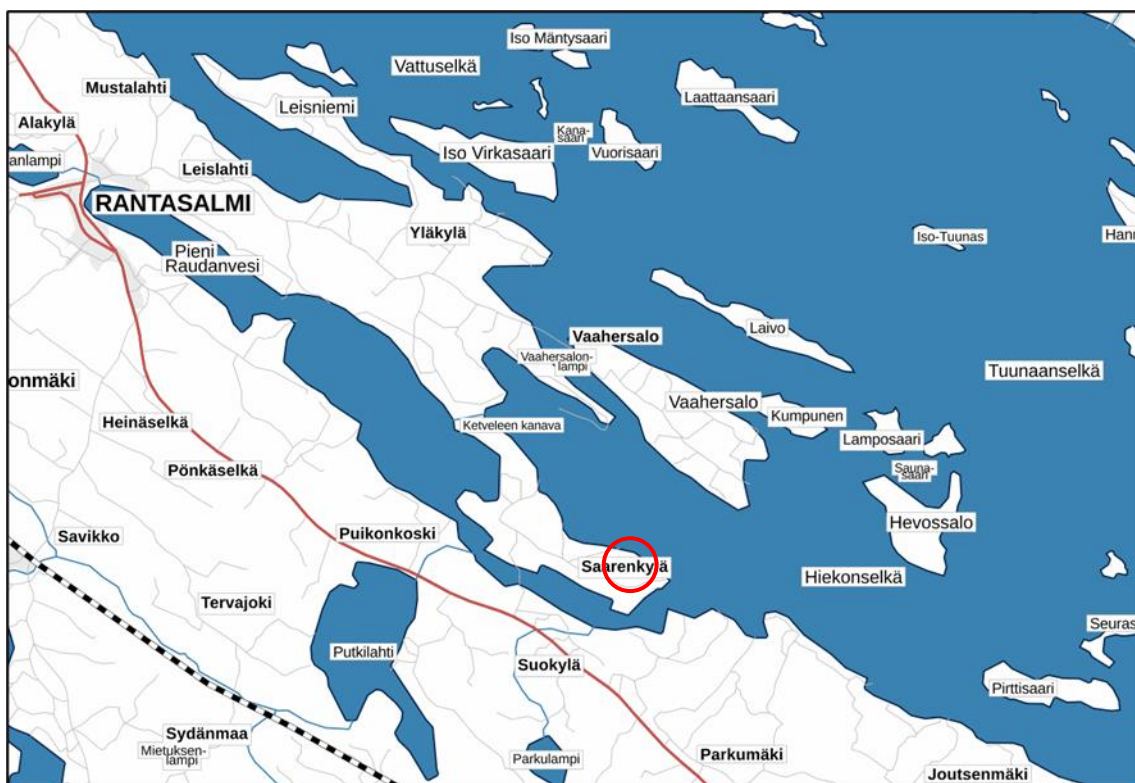 Iso Mäntysaari
Vattuselkä
Mustalahti
Leisniemi
Laattaansaari
Alakylä
Kana-
saari
Iso Virkasaari
Vuorisaari
anlampi
Leislahti
RANTASALMI
Yläkylä
Iso-Tuunas
Hann
Pieni
Raudanvesi
Laivo
Vaahersalo
Vaahersalon-
lampi
Tuunaanselkä
onmäki
Vaahersalo
Kumpunen
Heinäselkä
Ketveleen kanava
Lamposaari
Pönkäselkä
Sauna-
saari
Hevossalo
Savikko
Puikonkoski
Saarenkylä
Hiekonselkä
Tervajoki
Seuras
Putkilahti
Suokylä
Pirttisaari
Sydänmaa
Mietuksen-
lampi
Parkulampi
Parkumäki
Joutsenmäki